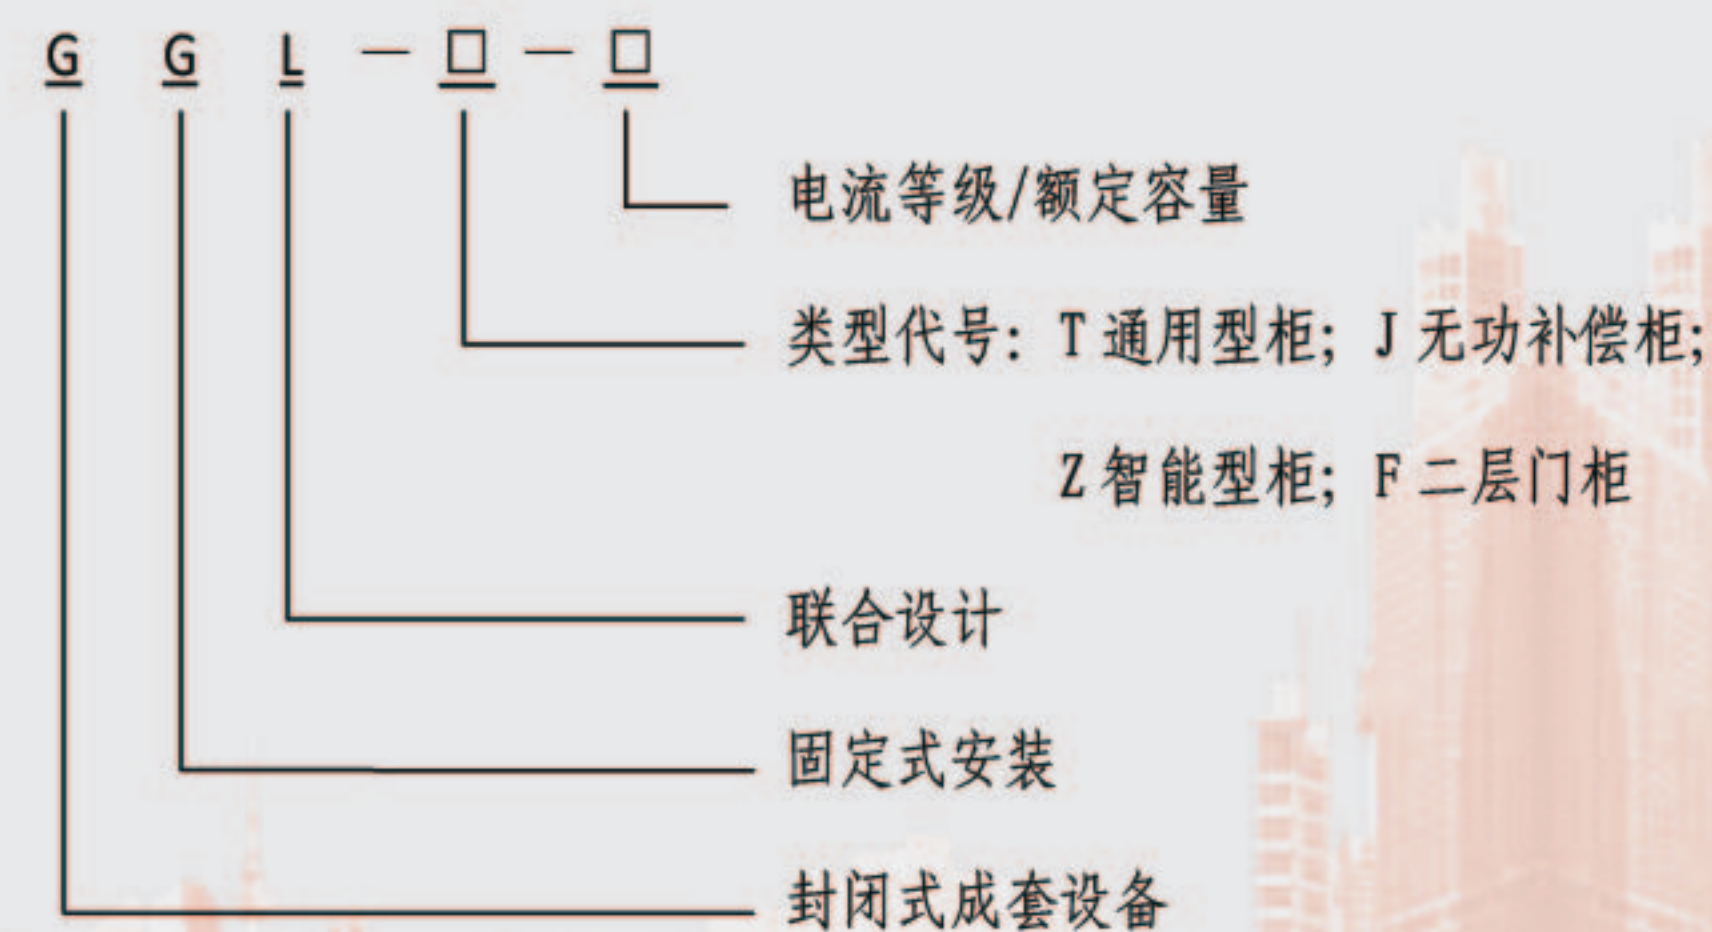 G G L — □ — □
电流等级/额定容量
类型代号：T 通用型柜；J 无功补偿柜；
Z 智能型柜；F 二层门柜
联合设计
固定式安装
封闭式成套设备